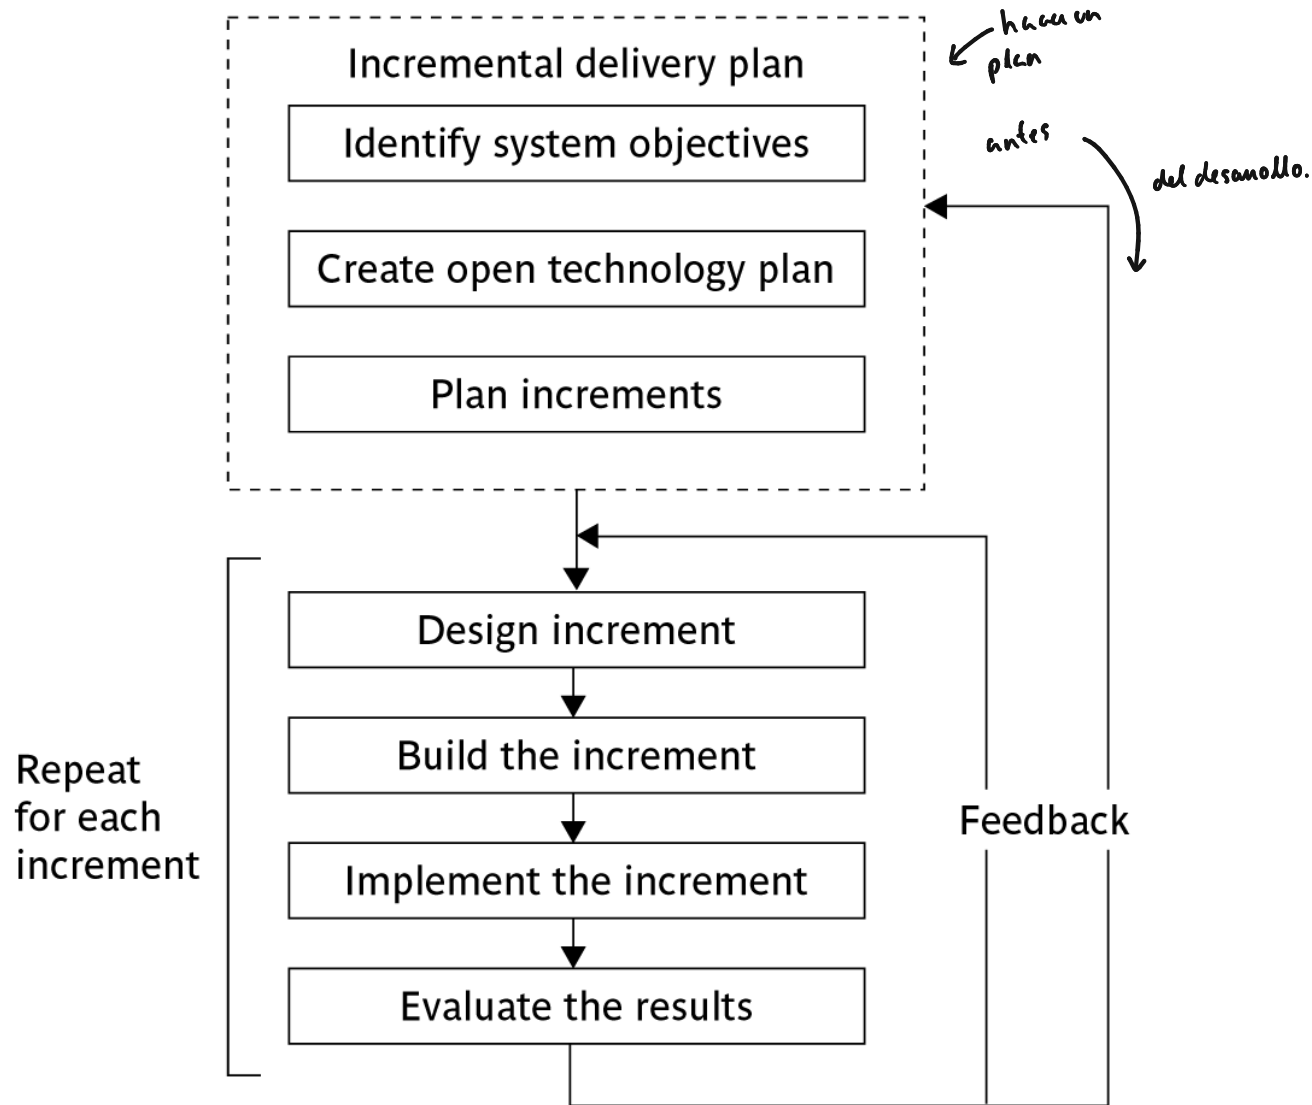 Incremental delivery plan
Identify system objectives
Create open technology plan
Plan increments
hacer un
plan
antes
del desarrollo.
Design increment
Build the increment
Implement the increment
Evaluate the results
Repeat
for each
increment
Feedback